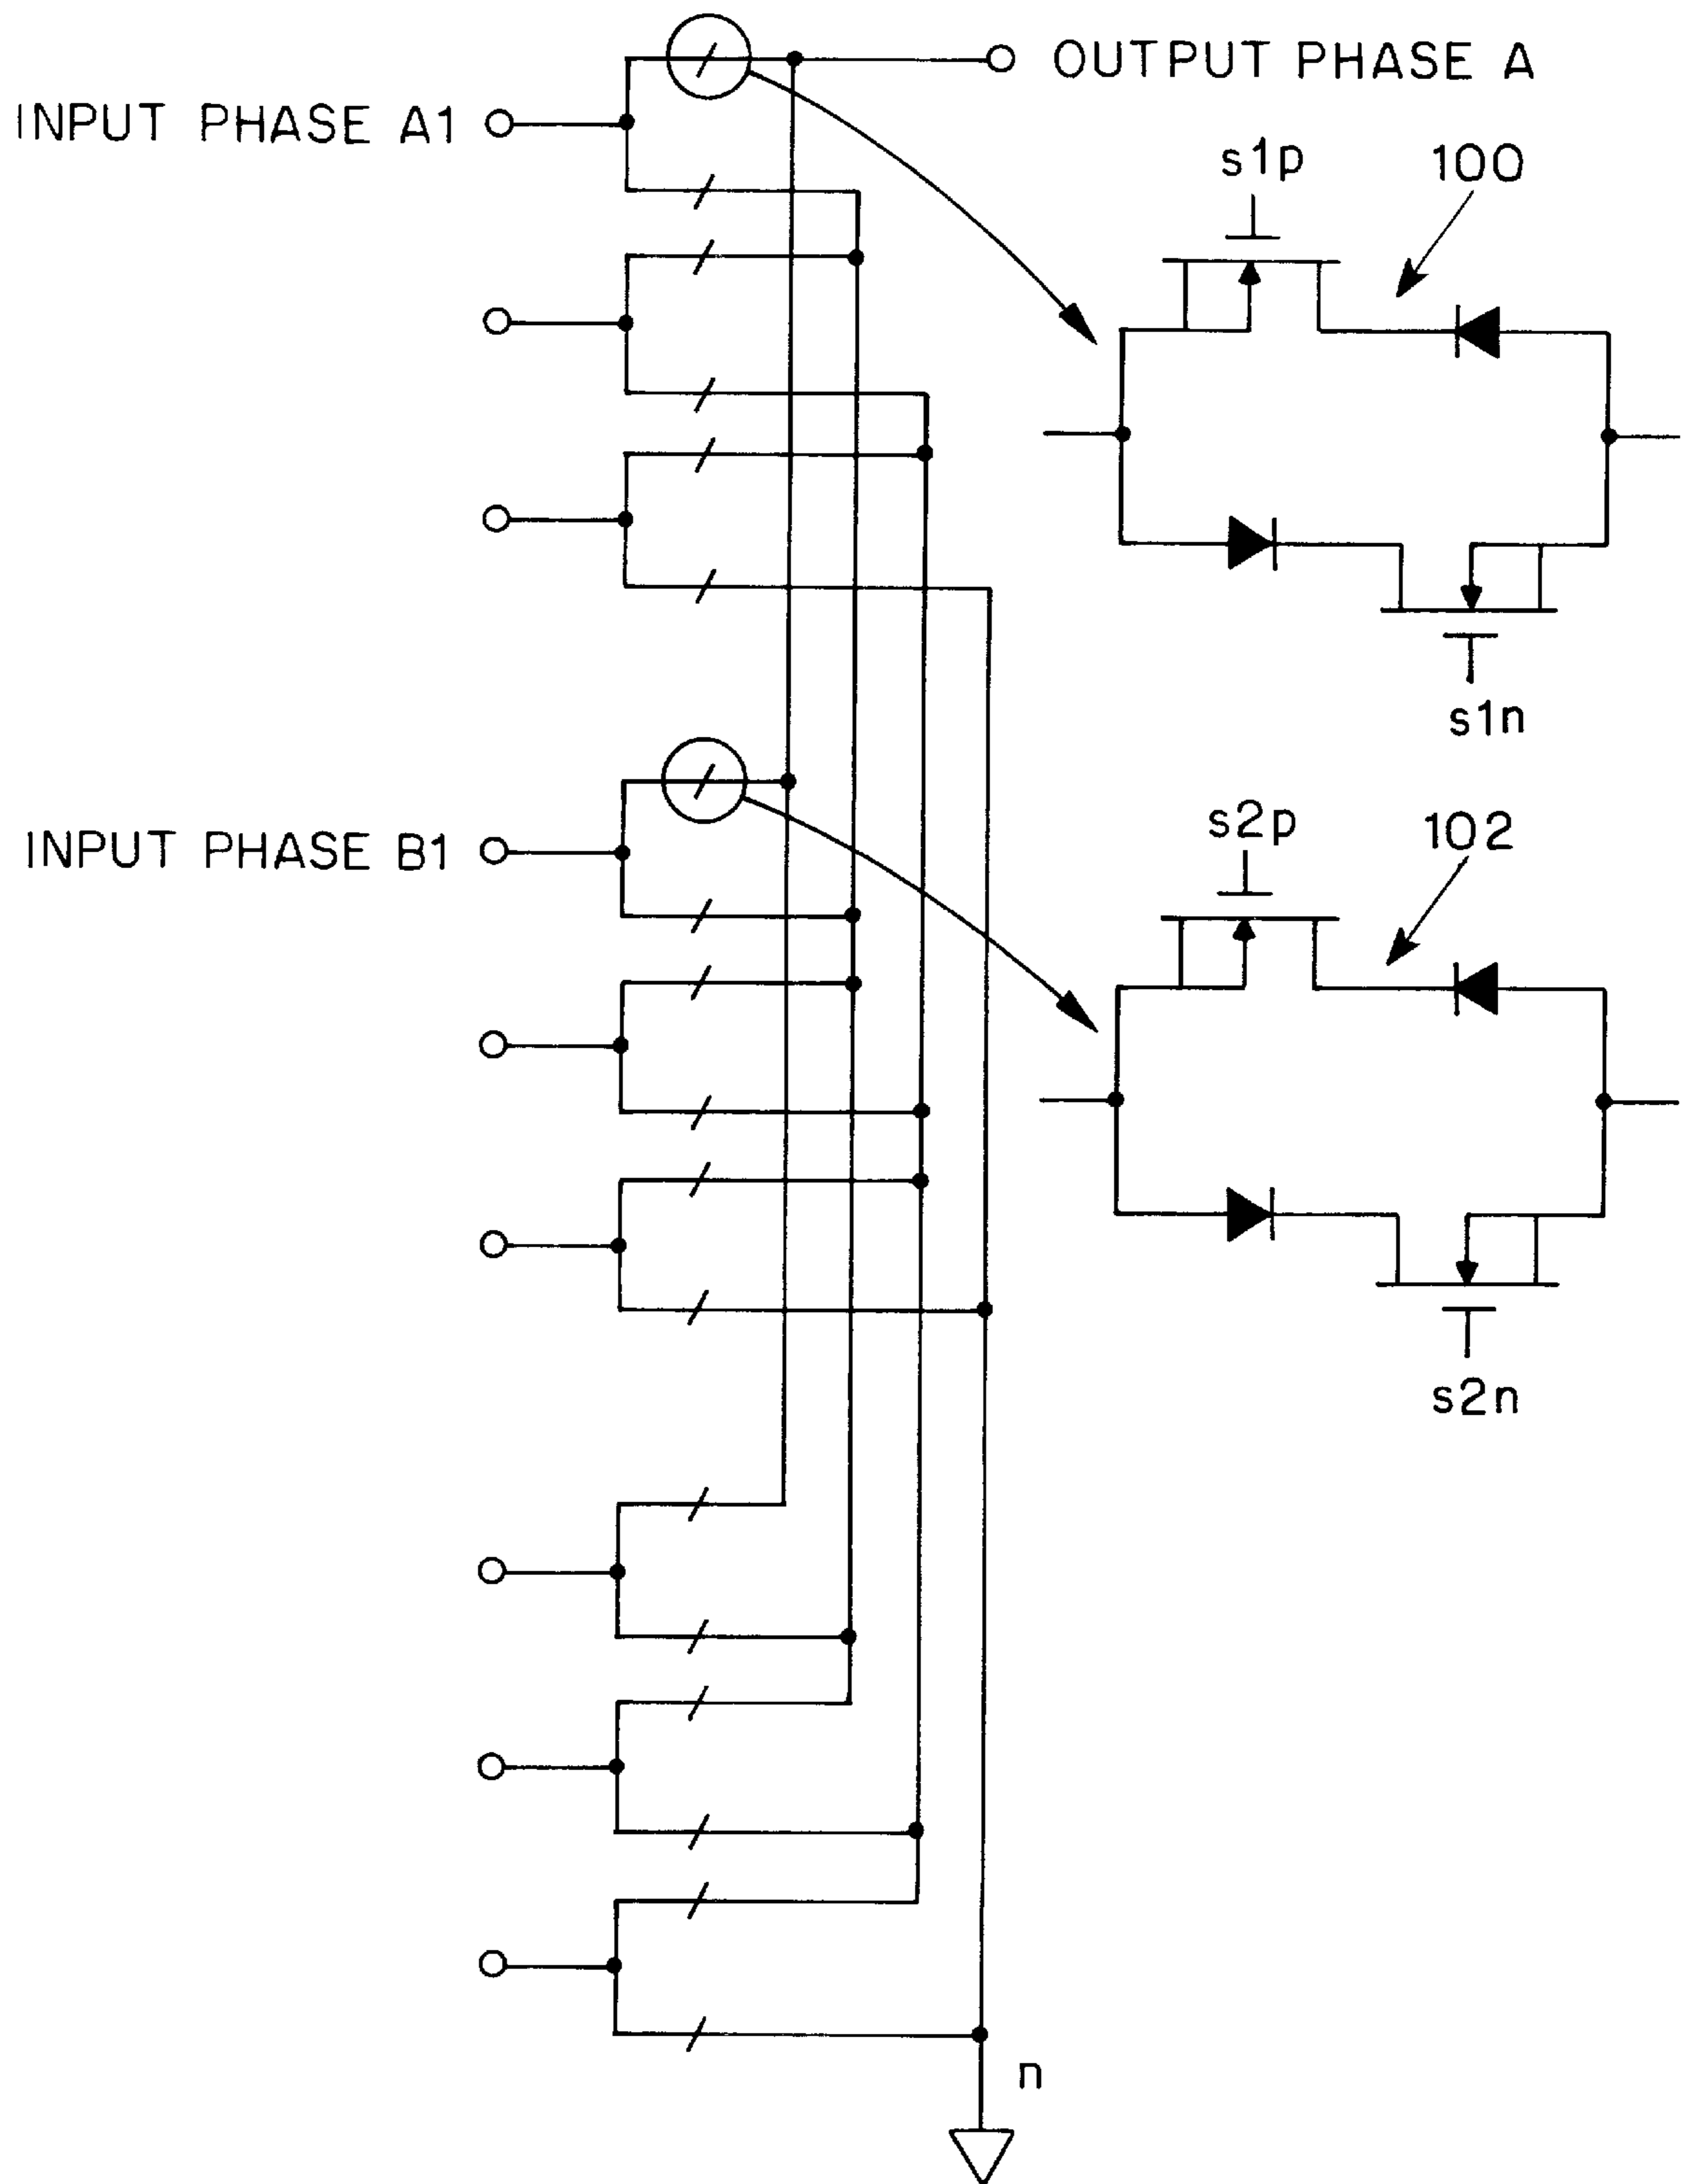 OUTPUT PHASE A
INPUT PHASE A1
s1p
100
s1n
s2p
102
INPUT PHASE B1
s2n
n